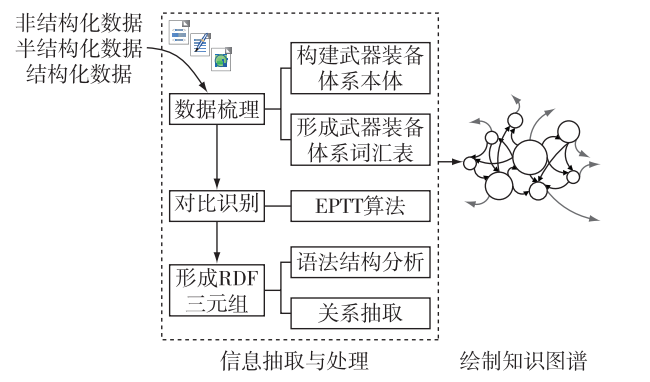 非结构化数据
半结构化数据
结构化数据
数据梳理
构建武器装备
体系本体
形成武器装备
体系词汇表
对比识别
EPTT算法
形成RDF
三元组
语法结构分析
关系抽取
信息抽取与处理
绘制知识图谱